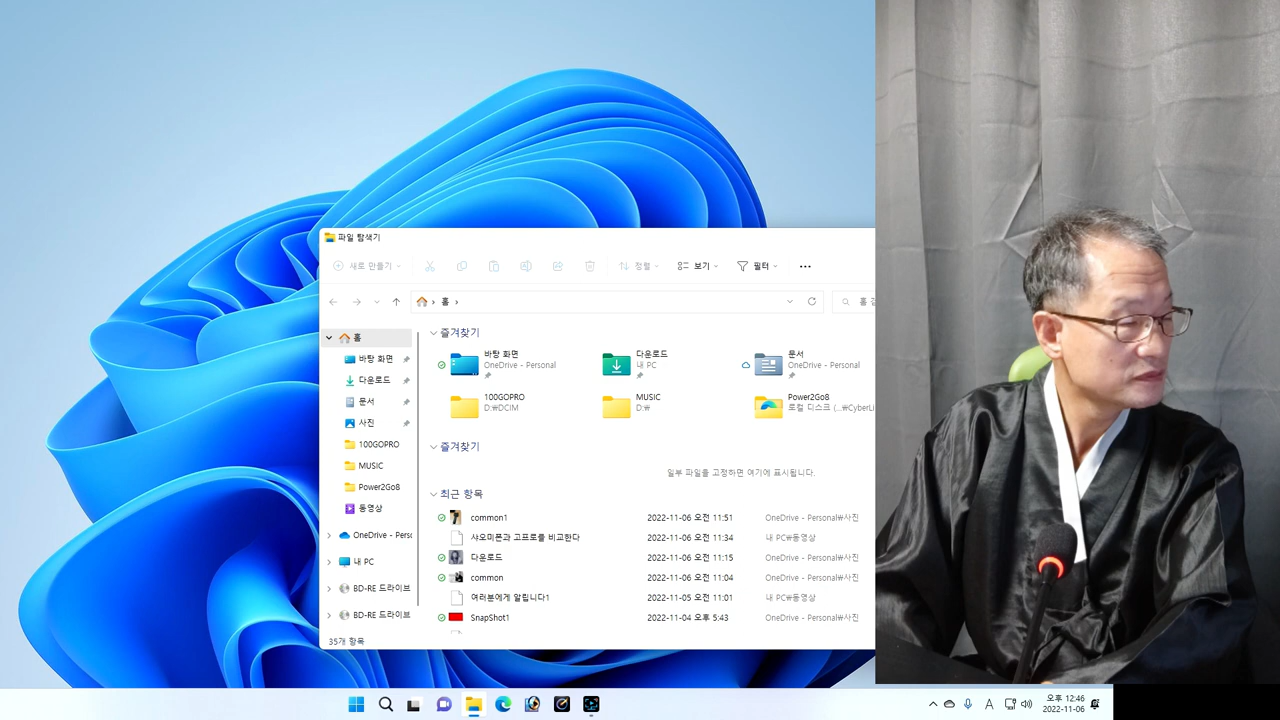 파일 탐색기
새로 만들기
정렬
보기
필터
홈
홈
홈
바탕 화면
다운로드
문서
사진
100GOPRO
MUSIC
Power2Go8
동영상
OneDrive - Persc
내 PC
BD-RE 드라이브
BD-RE 드라이브
35개 항목
즐겨찾기
바탕 화면
OneDrive - Personal
다운로드
내 PC
문서
OneDrive - Personal
100GOPRO
D:₩DCIM
MUSIC
D:₩
Power2Go8
로컬 디스크 (...₩CyberLi
즐겨찾기
일부 파일을 고정하면 여기에 표시됩니다.
최근 항목
common1 2022-11-06 오전 11:51 OneDrive - Personal₩사진
샤오미폰과 고프로를 비교한다 2022-11-06 오전 11:34 내 PC₩동영상
다운로드 2022-11-06 오전 11:15 OneDrive - Personal₩사진
common 2022-11-06 오전 11:04 OneDrive - Personal₩사진
여러분에게 알립니다1 2022-11-05 오전 11:01 내 PC₩동영상
SnapShot1 2022-11-04 오후 5:43 OneDrive - Personal₩사진
A
오후 12:46
2022-11-06